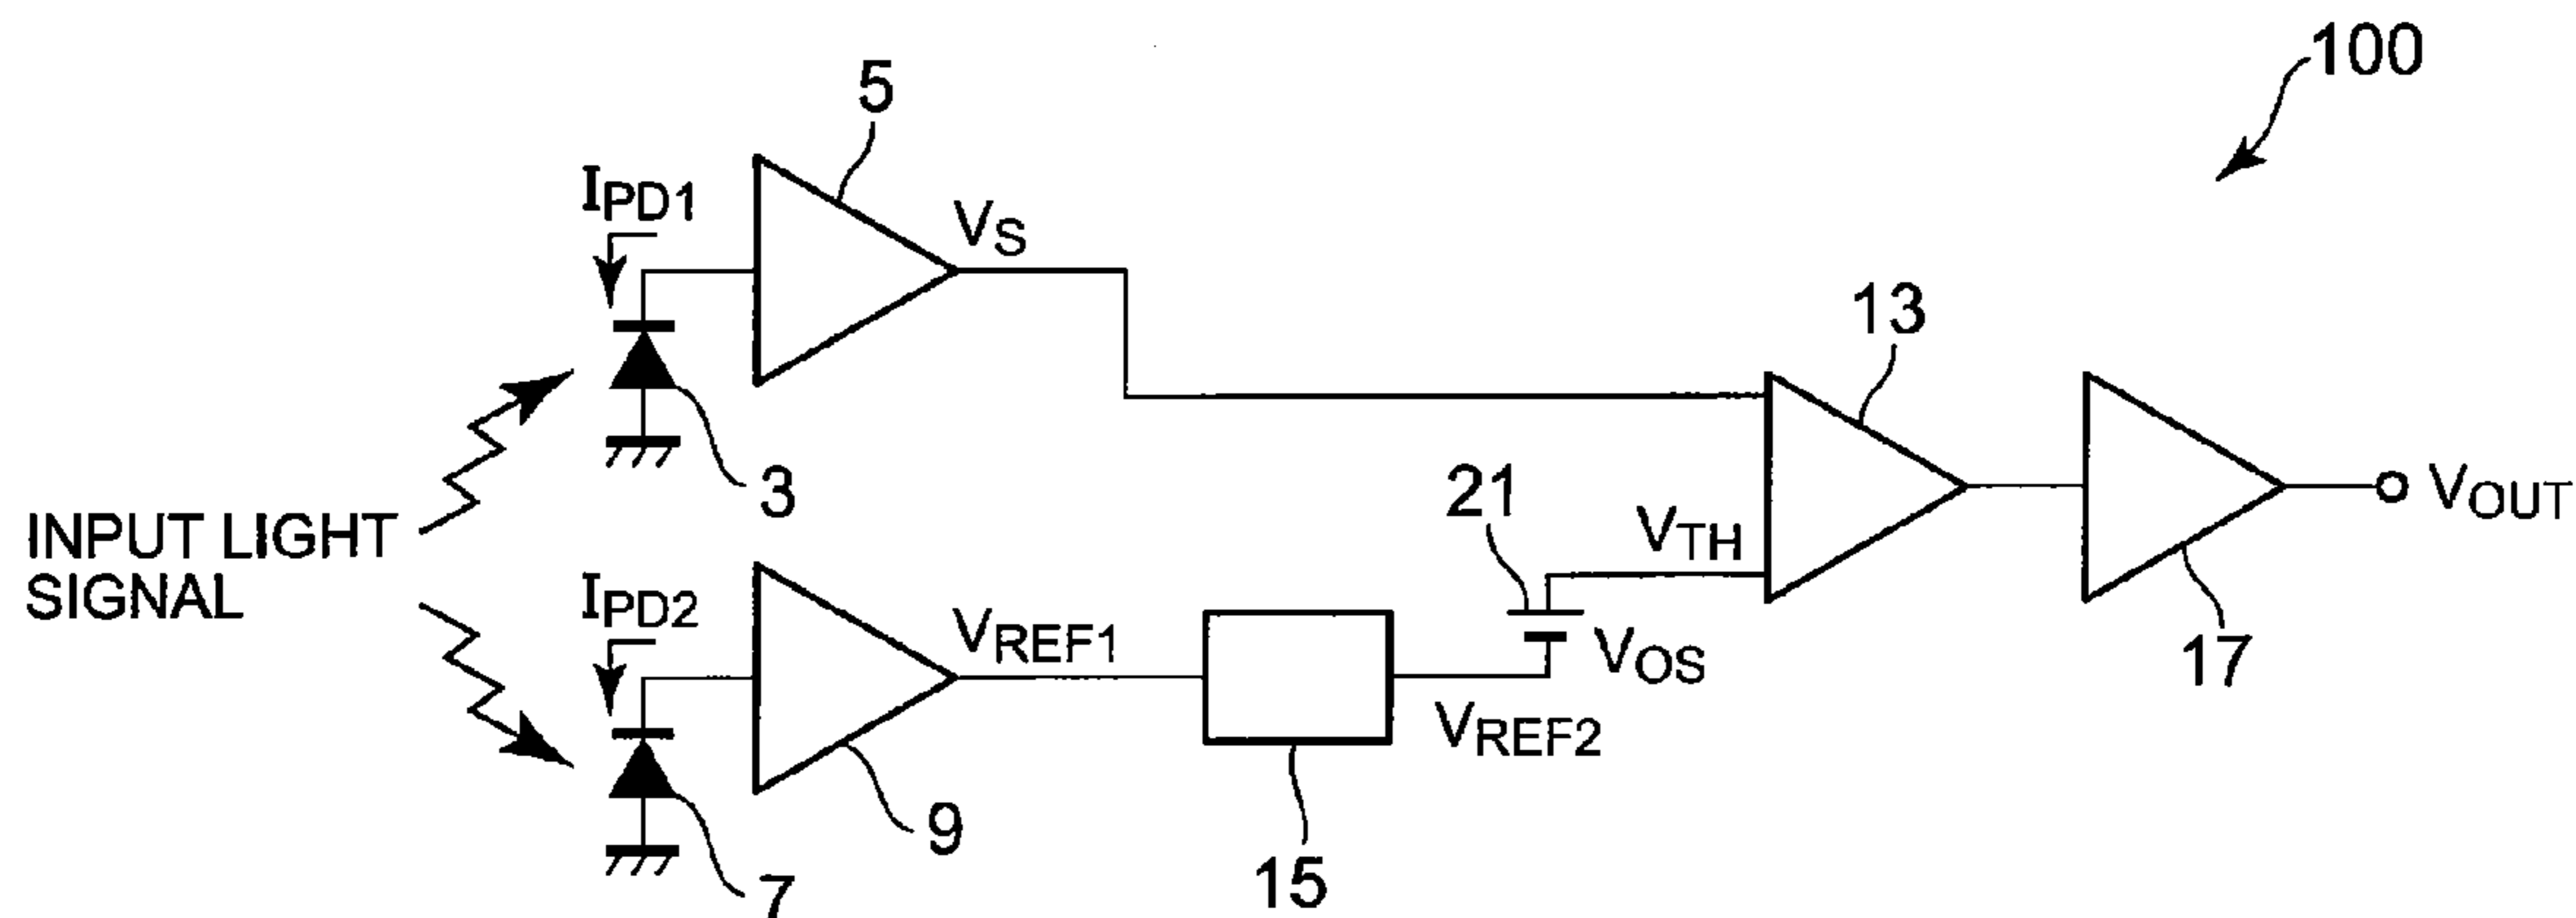 100
5
IPD1
VS
13
3
21
INPUT LIGHT
SIGNAL
VTH
VOUT
IPD2
VREF1
VOS
17
VREF2
9
15
7